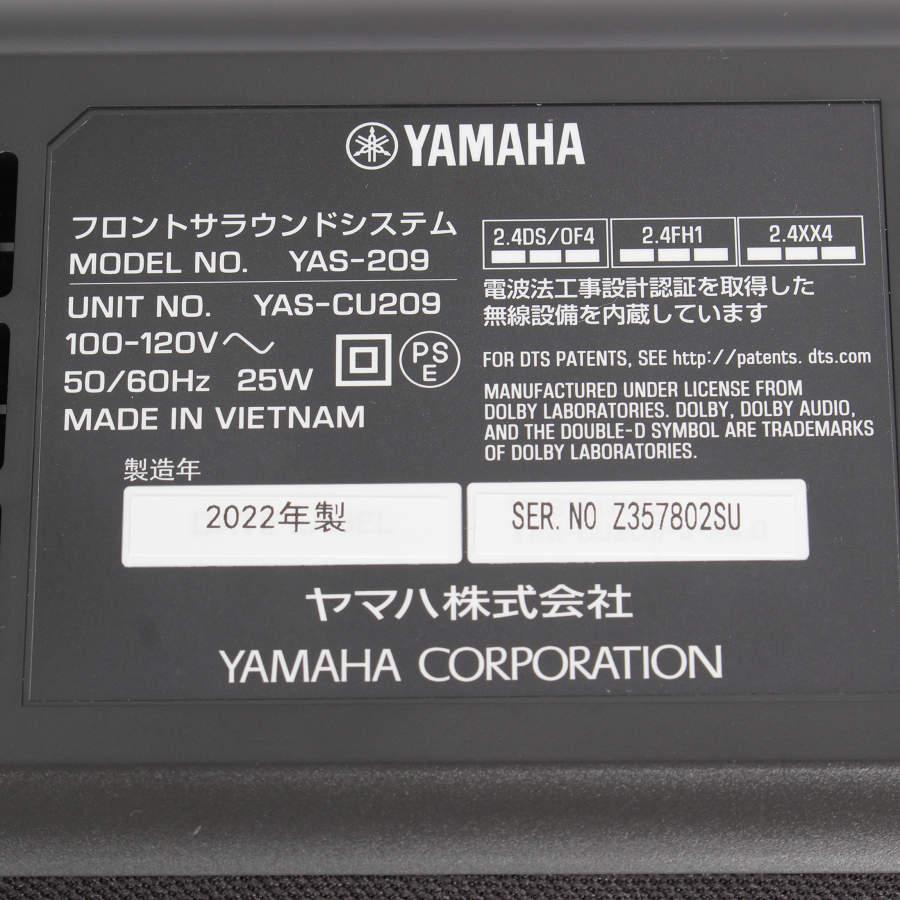 YAMAHA
フロントサラウンドシステム
MODEL NO. YAS-209
UNIT NO. YAS-CU209
100-120V～
50/60Hz 25W
PS
E
MADE IN VIETNAM
2.4DS/OF4
2.4FH1
2.4XX4
電波法工事設計認証を取得した
無線設備を内蔵しています
FOR DTS PATENTS, SEE http://patents.dts.com
MANUFACTURED UNDER LICENSE FROM
DOLBY LABORATORIES. DOLBY, DOLBY AUDIO,
AND THE DOUBLE-D SYMBOL ARE TRADEMARKS
OF DOLBY LABORATORIES.
製造年
2022年製
SER. NO Z357802SU
ヤマハ株式会社
YAMAHA CORPORATION